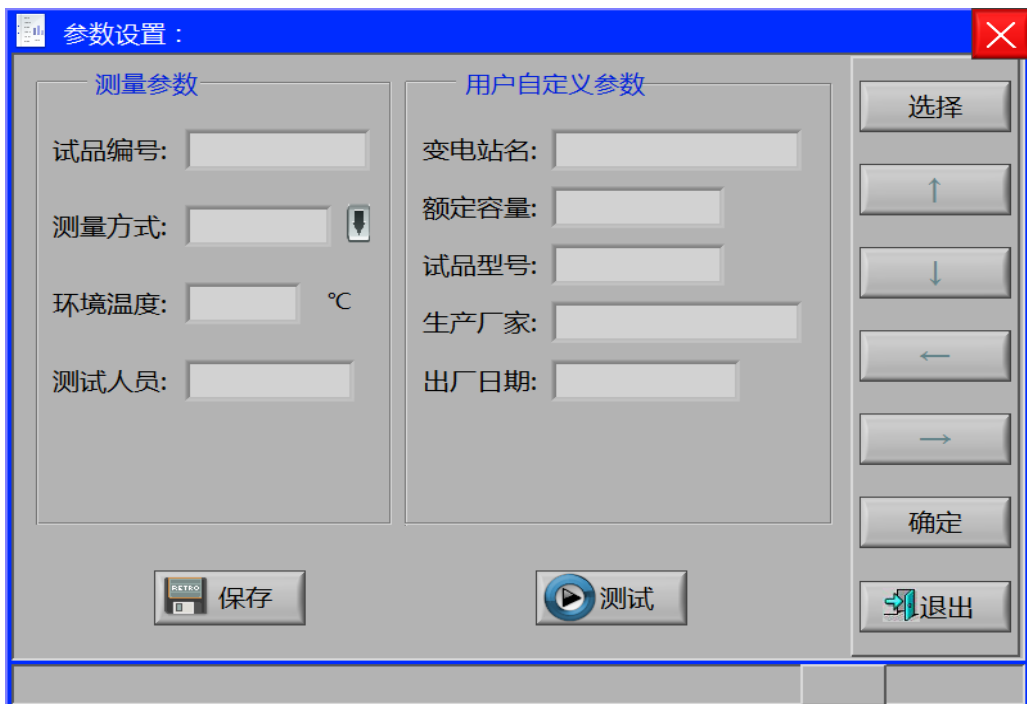 参数设置：
测量参数
试品编号:
测量方式:
环境温度: ℃
测试人员:
用户自定义参数
变电站名:
额定容量:
试品型号:
生产厂家:
出厂日期:
选择
↑
↓
←
→
确定
退出
RETRO
保存
测试